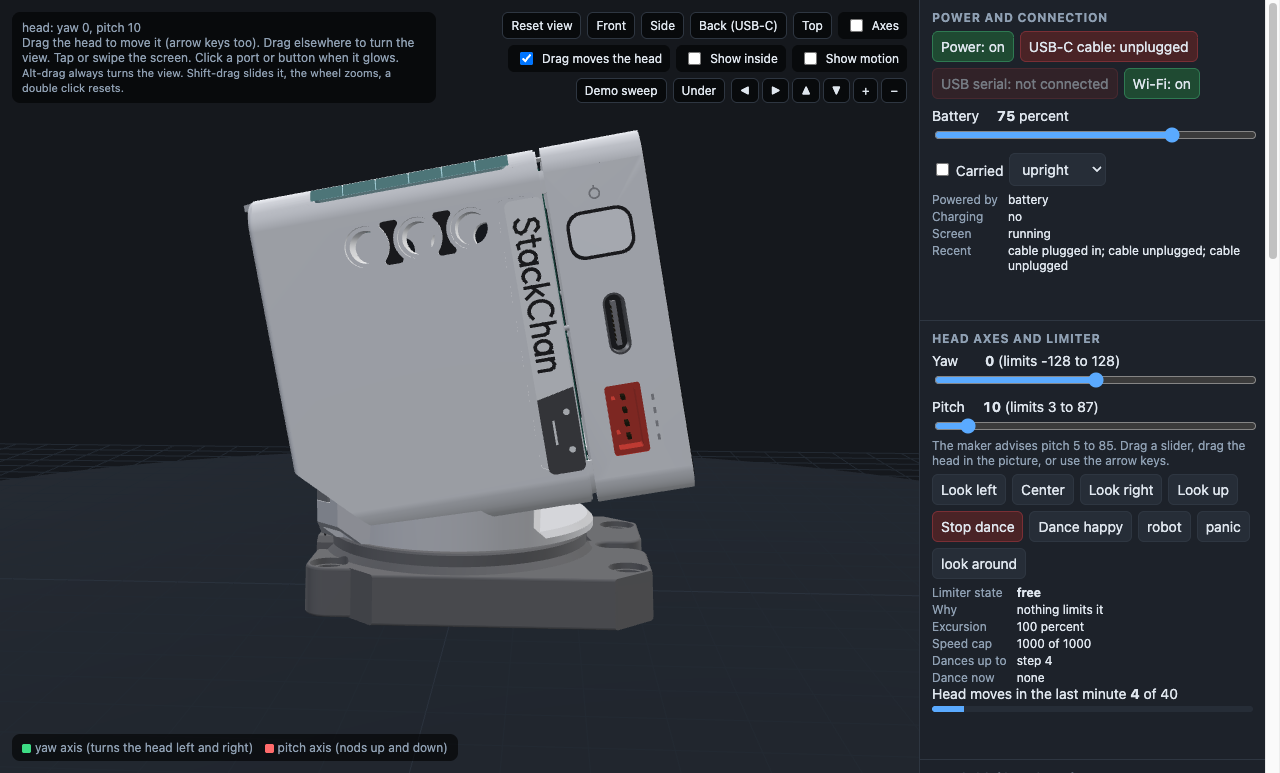 head: yaw 0, pitch 10
Drag the head to move it (arrow keys too). Drag elsewhere to turn the
view. Tap or swipe the screen. Click a port or button when it glows.
Alt-drag always turns the view. Shift-drag slides it, the wheel zooms, a
double click resets.
Reset view Front Side Back (USB-C) Top Axes
Drag moves the head Show inside Show motion
Demo sweep Under ◀ ▶ ▲ ▼ + −
StackChan
yaw axis (turns the head left and right) pitch axis (nods up and down)
POWER AND CONNECTION
Power: on USB-C cable: unplugged
USB serial: not connected Wi-Fi: on
Battery 75 percent
Carried upright
Powered by battery
Charging no
Screen running
Recent cable plugged in; cable unplugged; cable
unplugged
HEAD AXES AND LIMITER
Yaw 0 (limits -128 to 128)
Pitch 10 (limits 3 to 87)
The maker advises pitch 5 to 85. Drag a slider, drag the
head in the picture, or use the arrow keys.
Look left Center Look right Look up
Stop dance Dance happy robot panic
look around
Limiter state free
Why nothing limits it
Excursion 100 percent
Speed cap 1000 of 1000
Dances up to step 4
Dance now none
Head moves in the last minute 4 of 40